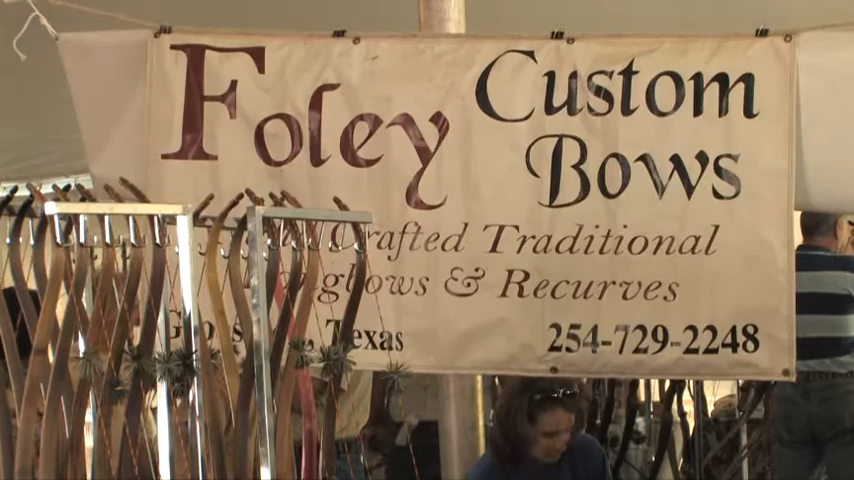 Foley Custom
Bows
Crafted Traditional
& Recurves
Texas 254-729-2248